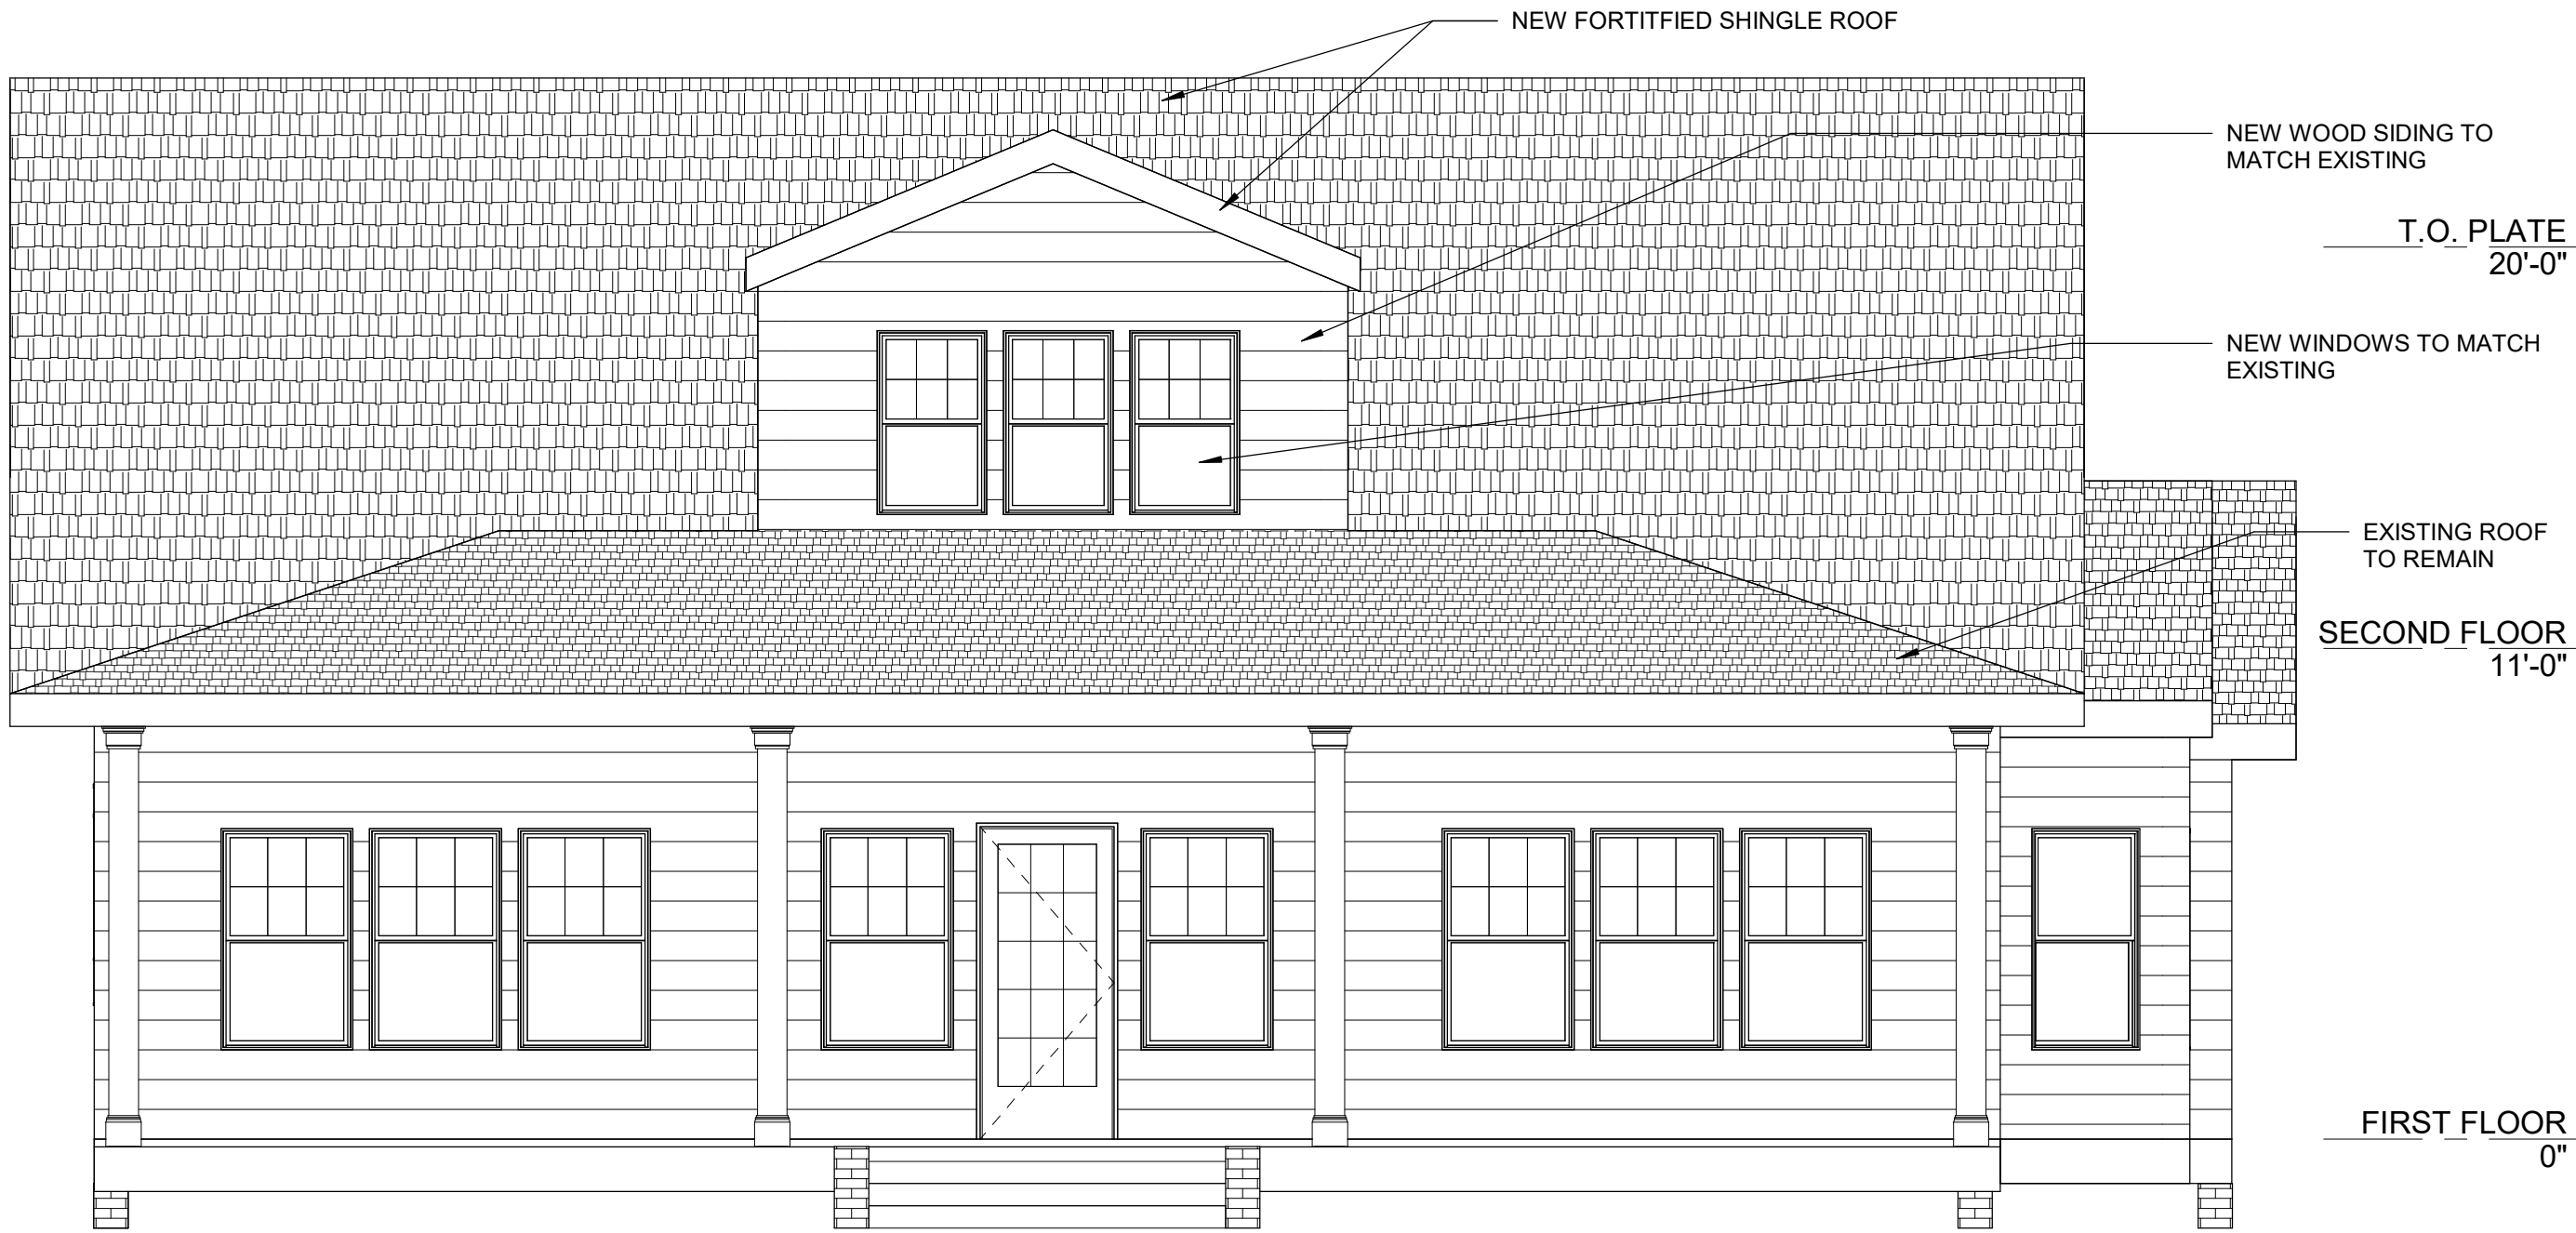 NEW FORTITFIED SHINGLE ROOF
NEW WOOD SIDING TO
MATCH EXISTING
T.O. PLATE
20'-0"
NEW WINDOWS TO MATCH
EXISTING
EXISTING ROOF
TO REMAIN
SECOND FLOOR
11'-0"
FIRST FLOOR
0"